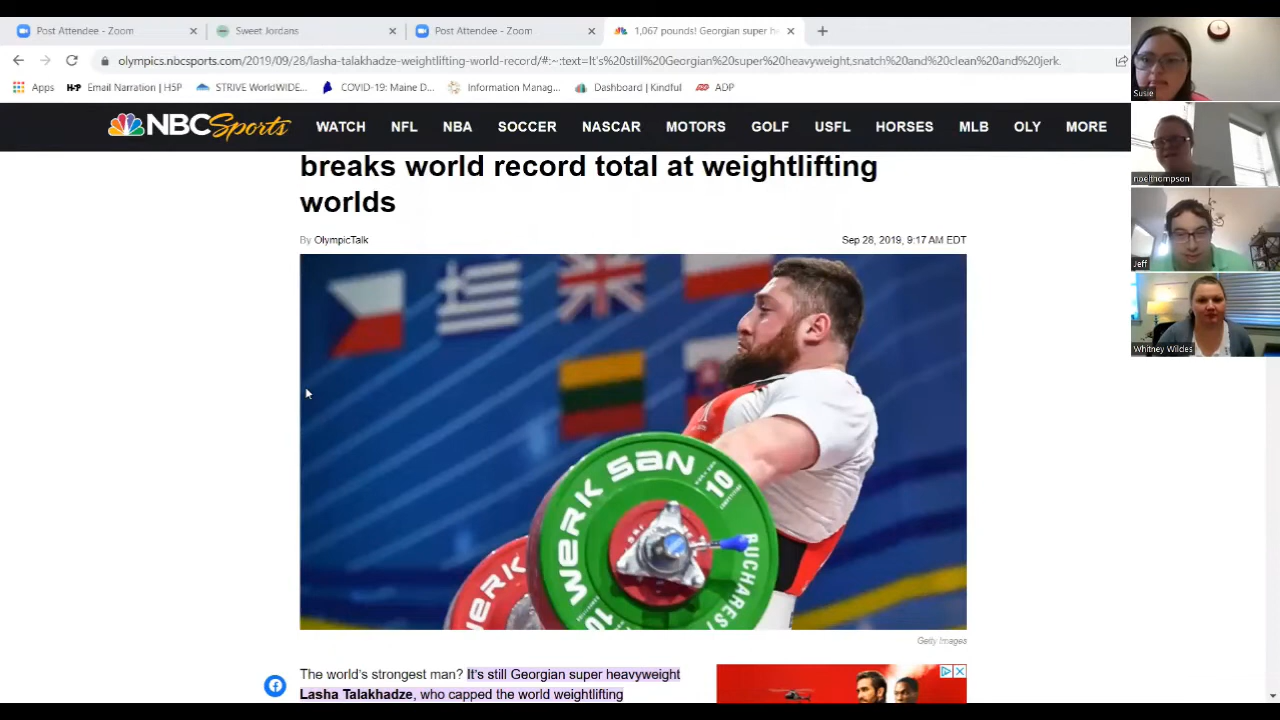 Post Attendee - Zoom
Sweet Jordans
Post Attendee - Zoom
1,067 pounds! Georgian super he
olympics.nbcsports.com/2019/09/28/lasha-talakhadze-weightlifting-world-record/#:~:text=It's%20still%20Georgian%20super%20heavyweight,snatch%20and%20clean%20and%20jerk.
Apps
H-P Email Narration | H5P
STRIVE WorldWIDE...
COVID-19: Maine D...
Information Manag...
Dashboard | Kindful
ADP
NBC Sports
WATCH NFL NBA SOCCER NASCAR MOTORS GOLF USFL HORSES MLB OLY MORE
breaks world record total at weightlifting
worlds
By OlympicTalk
Sep 28, 2019, 9:17 AM EDT
WERK SAN
10
BUCHAREST
WERK
10
Getty Images
The world's strongest man? It's still Georgian super heavyweight
Lasha Talakhadze, who capped the world weightlifting
Susie
noelthompson
Jeff
Whitney Wildes